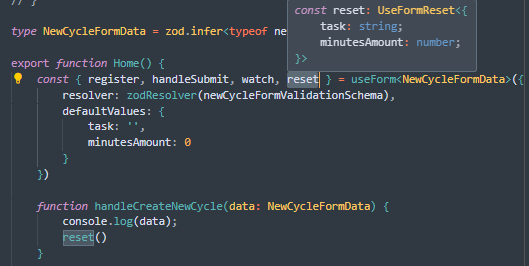 // }
const reset: UseFormReset<{
task: string;
minutesAmount: number;
}>
type NewCycleFormData = zod.infer<typeof ne
export function Home() {
const { register, handleSubmit, watch, reset } = useForm<NewCycleFormData>({
resolver: zodResolver(newCycleFormValidationSchema),
defaultValues: {
task: '',
minutesAmount: 0
}
})
function handleCreateNewCycle(data: NewCycleFormData) {
console.log(data);
reset()
}